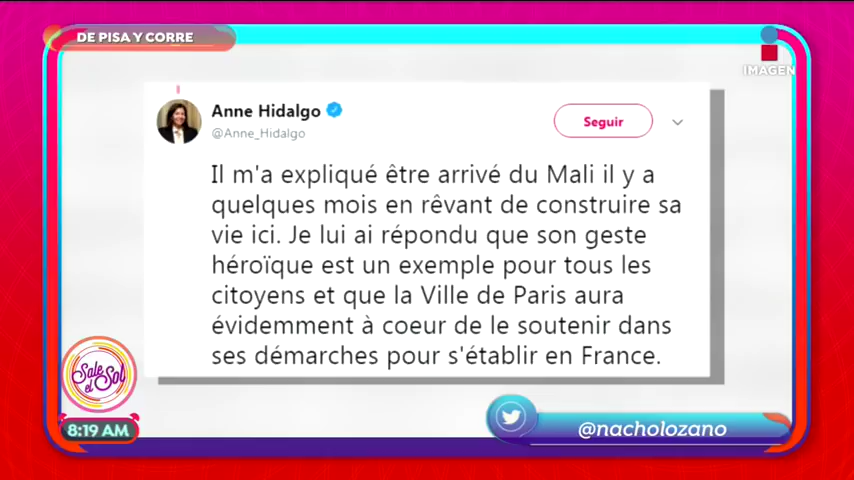 DE PISA Y CORRE
IMAGEN
Anne Hidalgo
@Anne_Hidalgo
Seguir
Il m'a expliqué être arrivé du Mali il y a
quelques mois en rêvant de construire sa
vie ici. Je lui ai répondu que son geste
héroïque est un exemple pour tous les
citoyens et que la Ville de Paris aura
évidemment à coeur de le soutenir dans
ses démarches pour s'établir en France.
Sale
el Sol
8:19 AM
@nacholozano